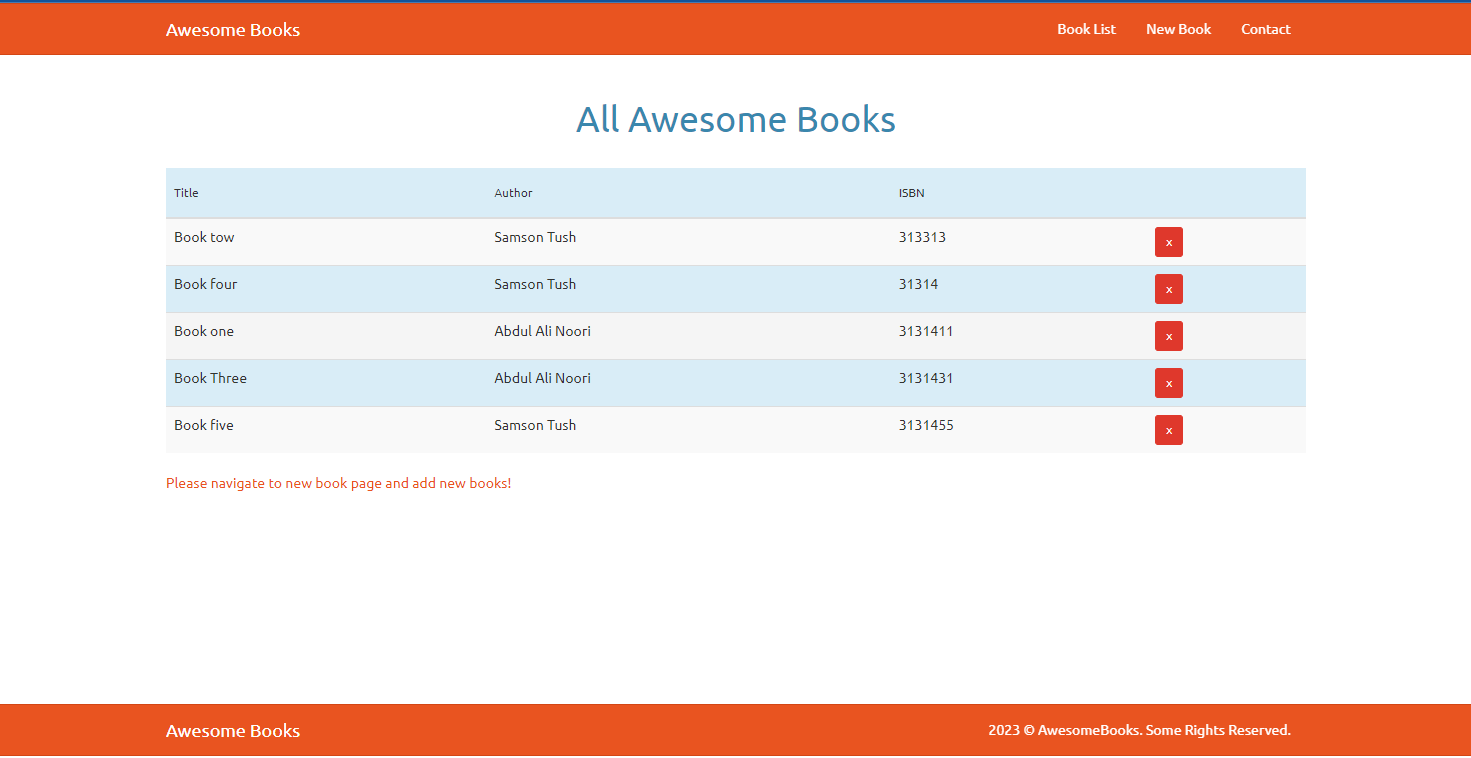 Awesome Books Book List New Book Contact
All Awesome Books
Title Author ISBN
Book tow Samson Tush 313313 x
Book four Samson Tush 31314 x
Book one Abdul Ali Noori 3131411 x
Book Three Abdul Ali Noori 3131431 x
Book five Samson Tush 3131455 x
Please navigate to new book page and add new books!
Awesome Books 2023 © AwesomeBooks. Some Rights Reserved.